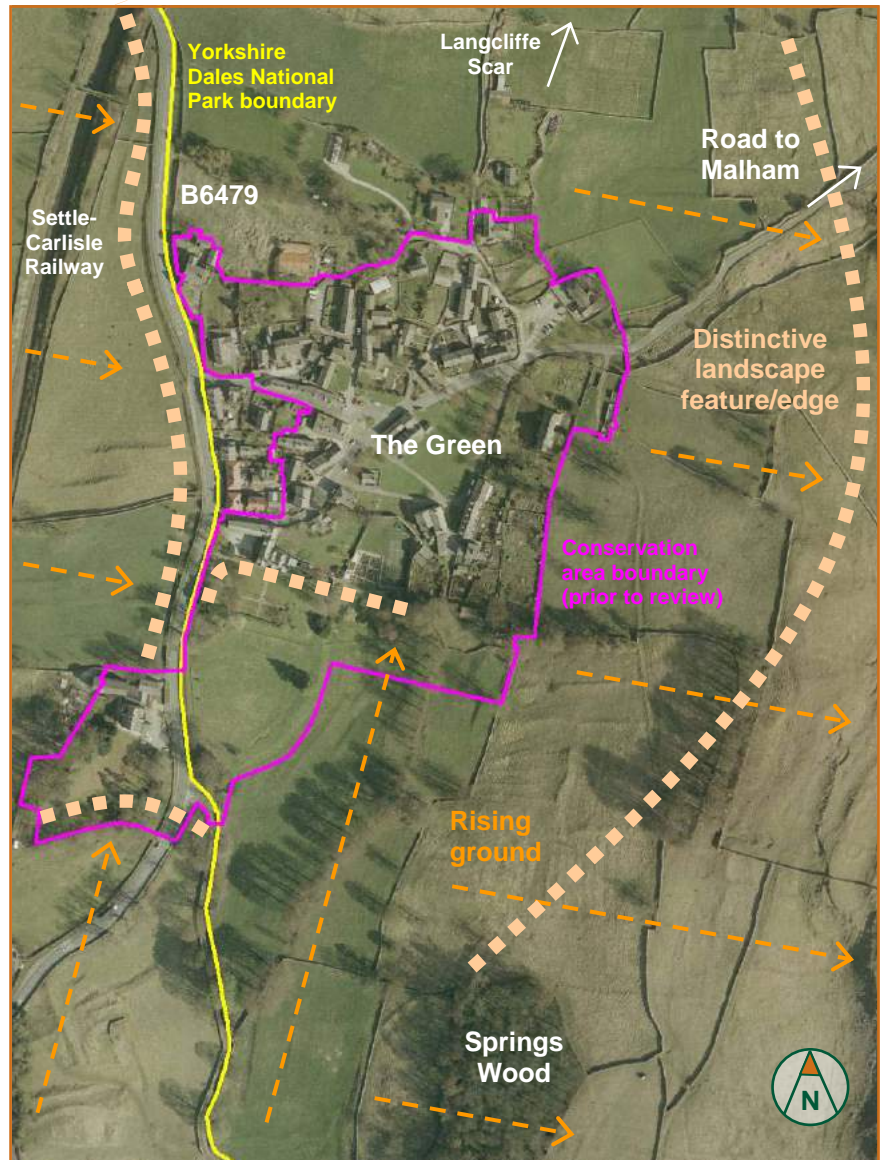 Yorkshire
Dales National
Park boundary
Langcliffe
Scar
Road to
Malham
B6479
Settle-
Carlisle
Railway
Distinctive
landscape
feature/edge
The Green
Conservation
area boundary
(prior to review)
Rising
ground
Springs
Wood
N